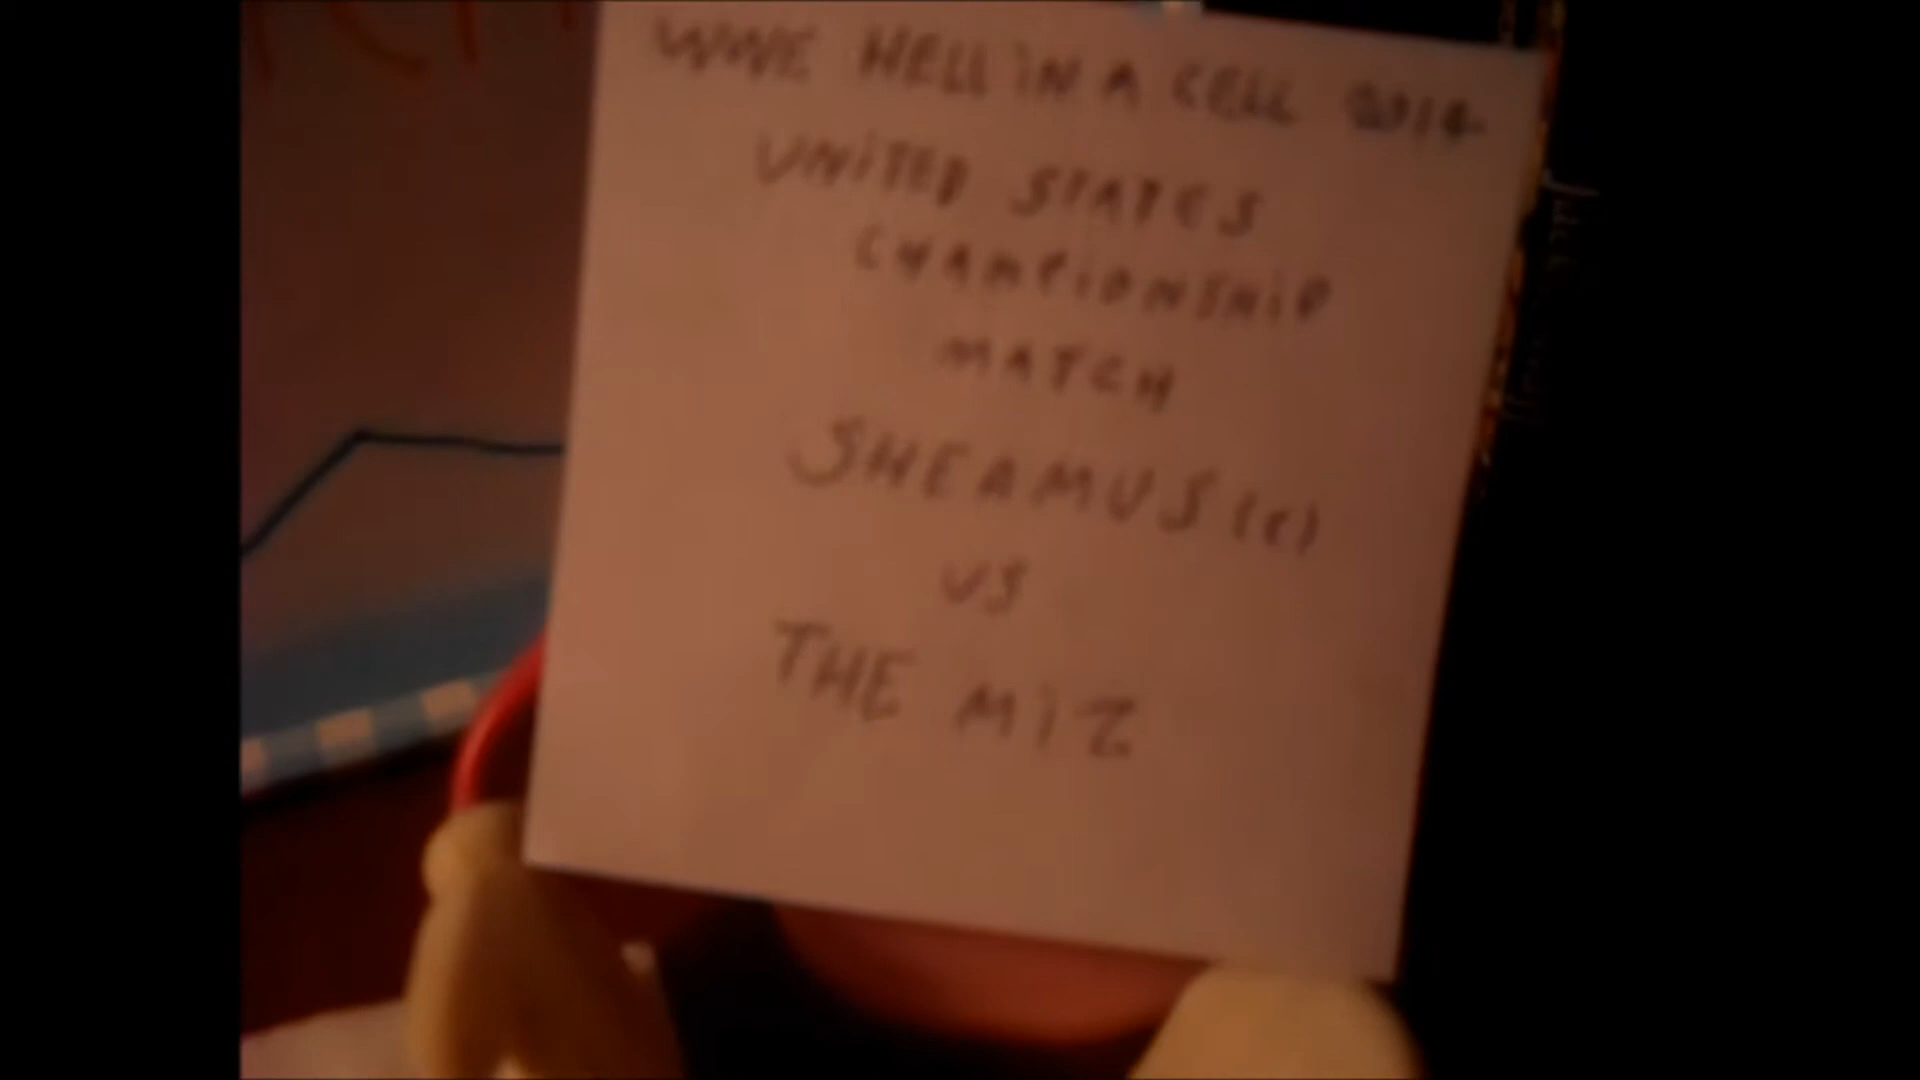 WWE HELL iN A CELL 2014
UNiTED STATES
CHAMPiONSHiP
MATCH
SHEAMUS (c)
VS
THE MiZ